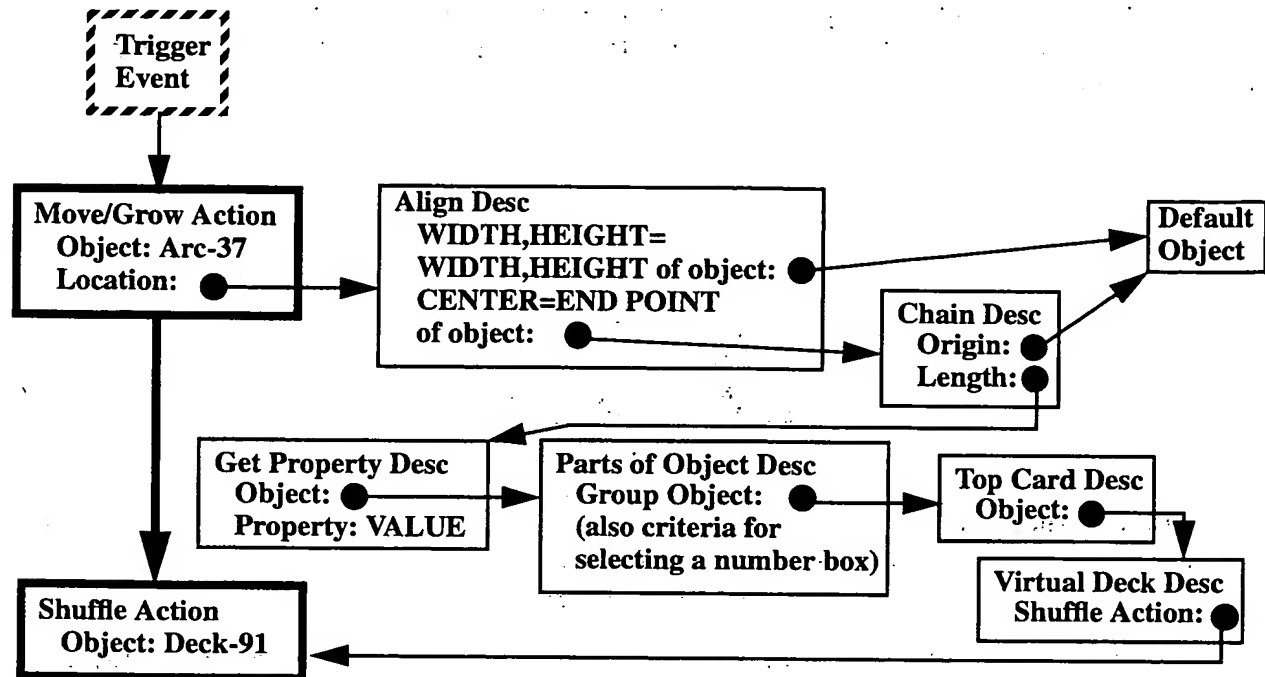 Trigger
Event
Move/Grow Action
Object: Arc-37
Location:
Align Desc
WIDTH,HEIGHT=
WIDTH,HEIGHT of object:
CENTER=END POINT
of object:
Default
Object
Chain Desc
Origin:
Length:
Get Property Desc
Object:
Property: VALUE
Parts of Object Desc
Group Object:
(also criteria for
selecting a number box)
Top Card Desc
Object:
Virtual Deck Desc
Shuffle Action:
Shuffle Action
Object: Deck-91